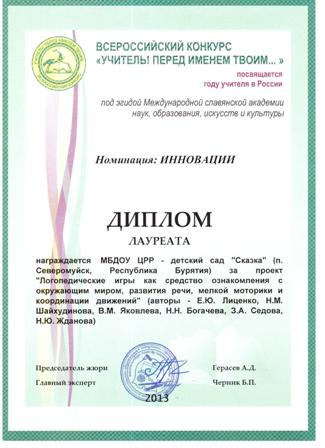 ВСЕРОССИЙСКИЙ КОНКУРС
«УЧИТЕЛЬ! ПЕРЕД ИМЕНЕМ ТВОИМ... »
посвящается
году учителя в России
под эгидой Международной славянской академии
наук, образования, искусств и культуры
Номинация: ИННОВАЦИИ
ДИПЛОМ
ЛАУРЕАТА
награждается МБДОУ ЦРР - детский сад "Сказка" (п.
Северомуйск, Республика Бурятия) за проект
"Логопедические игры как средство ознакомления с
окружающим миром, развития речи, мелкой моторики и
координации движений" (авторы - Е.Ю. Лиценко, Н.М.
Шайхудинова, В.М. Яковлева, Н.Н. Богачева, З.А. Седова,
Н.Ю. Жданова)
Председатель жюри Герасев А.Д.
Главный эксперт Черник Б.П.
2013